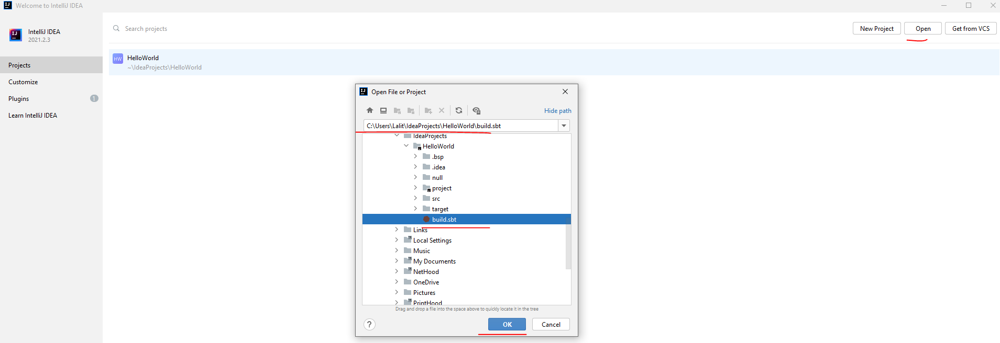 Welcome to IntelliJ IDEA
IntelliJ IDEA
2021.2.3
Projects
Customize
Plugins 1
Learn IntelliJ IDEA
Search projects
New Project Open Get from VCS
HW HelloWorld
~\IdeaProjects\HelloWorld
Open File or Project
Hide path
C:\Users\Lalit\IdeaProjects\HelloWorld\build.sbt
IdeaProjects
HelloWorld
.bsp
.idea
null
project
src
target
build.sbt
Links
Local Settings
Music
My Documents
NetHood
OneDrive
Pictures
PrintHood
Drag and drop a file into the space above to quickly locate it in the tree
? OK Cancel